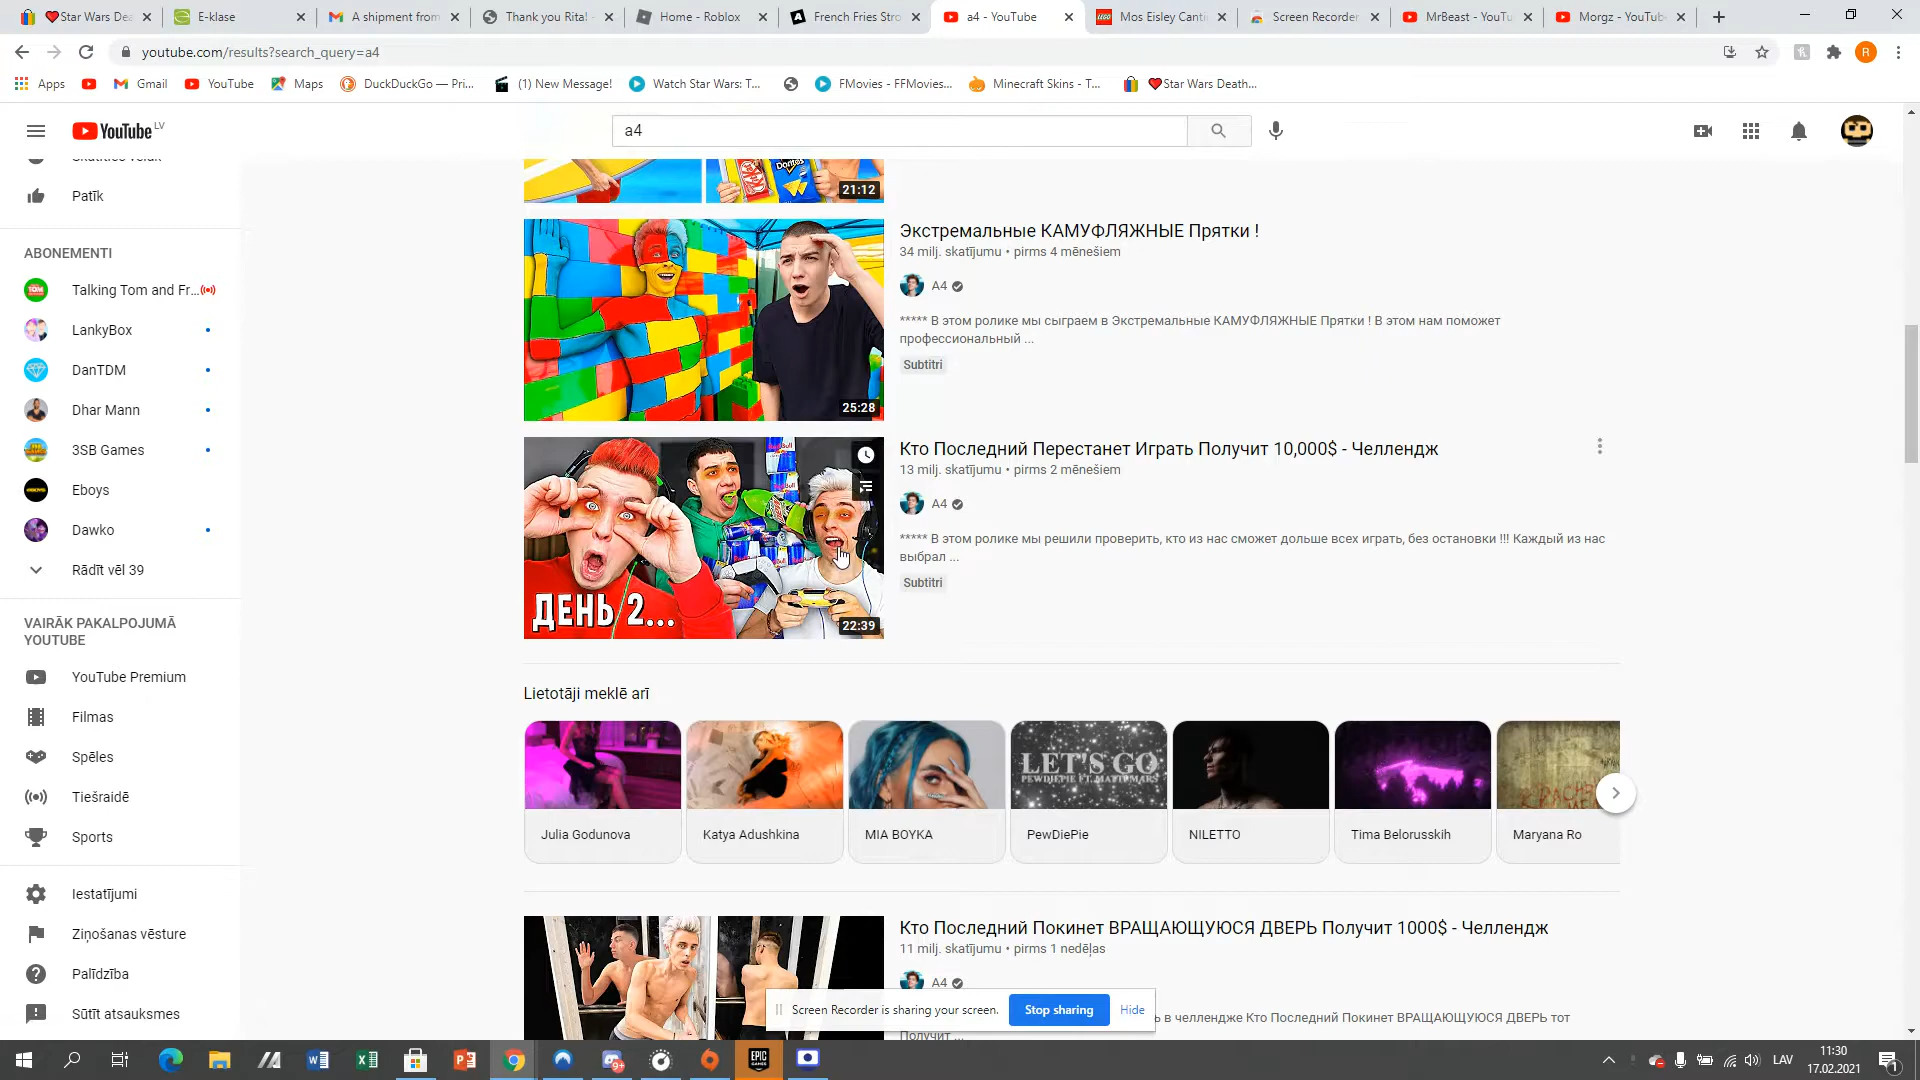 Star Wars Dea
E-klase
A shipment from
Thank you Rita! -
Home - Roblox
French Fries Stro
a4 - YouTube
Mos Eisley Canti
Screen Recorder
MrBeast - YouTu
Morgz - YouTub
youtube.com/results?search_query=a4
Apps
Gmail
YouTube
Maps
DuckDuckGo — Pri...
(1) New Message!
Watch Star Wars: T...
FMovies - FFMovies...
Minecraft Skins - T...
Star Wars Death...
YouTube LV
a4
Patīk
ABONEMENTI
Talking Tom and Fr...
LankyBox
DanTDM
Dhar Mann
3SB Games
Eboys
Dawko
Rādīt vēl 39
VAIRĀK PAKALPOJUMĀ
YOUTUBE
YouTube Premium
Filmas
Spēles
Tiešraidē
Sports
Iestatījumi
Ziņošanas vēsture
Palīdzība
Sūtīt atsauksmes
Doritos
21:12
Экстремальные КАМУФЛЯЖНЫЕ Прятки !
34 milj. skatījumu • pirms 4 mēnešiem
A4
***** В этом ролике мы сыграем в Экстремальные КАМУФЛЯЖНЫЕ Прятки ! В этом нам поможет
профессиональный ...
Subtitri
25:28
Кто Последний Перестанет Играть Получит 10,000$ - Челлендж
13 milj. skatījumu • pirms 2 mēnešiem
A4
***** В этом ролике мы решили проверить, кто из нас сможет дольше всех играть, без остановки !!! Каждый из нас
выбрал ...
Subtitri
Red Bull
ДЕНЬ 2...
22:39
Lietotāji meklē arī
LET'S GO
Julia Godunova
Katya Adushkina
MIA BOYKA
PewDiePie
NILETTO
Tima Belorusskih
Maryana Ro
Кто Последний Покинет ВРАЩАЮЩУЮСЯ ДВЕРЬ Получит 1000$ - Челлендж
11 milj. skatījumu • pirms 1 nedēļas
A4
ь в челлендже Кто Последний Покинет ВРАЩАЮЩУЮСЯ ДВЕРЬ тот
Получит ...
Screen Recorder is sharing your screen.
Stop sharing
Hide
EPIC
GAMES
LAV
11:30
17.02.2021